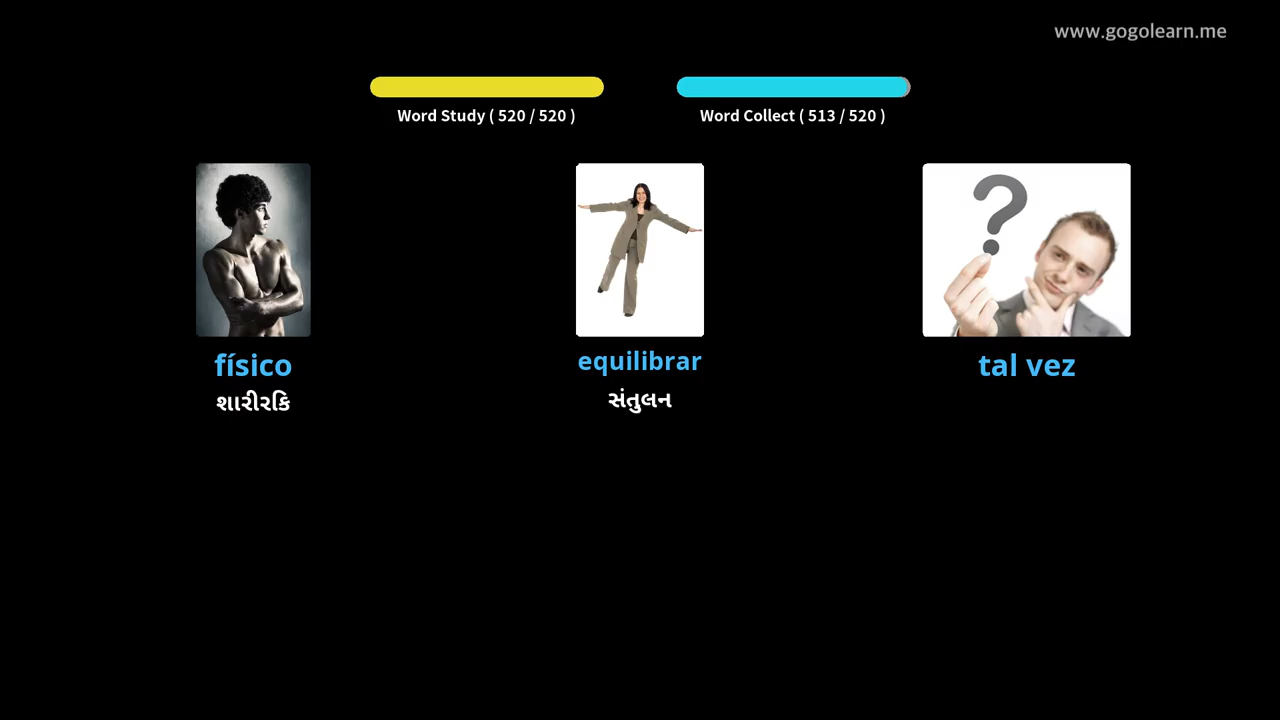 www.gogolearn.me
Word Study ( 520 / 520 )
Word Collect ( 513 / 520 )
físico
equilibrar
tal vez
શારીરિક
સંતુલન